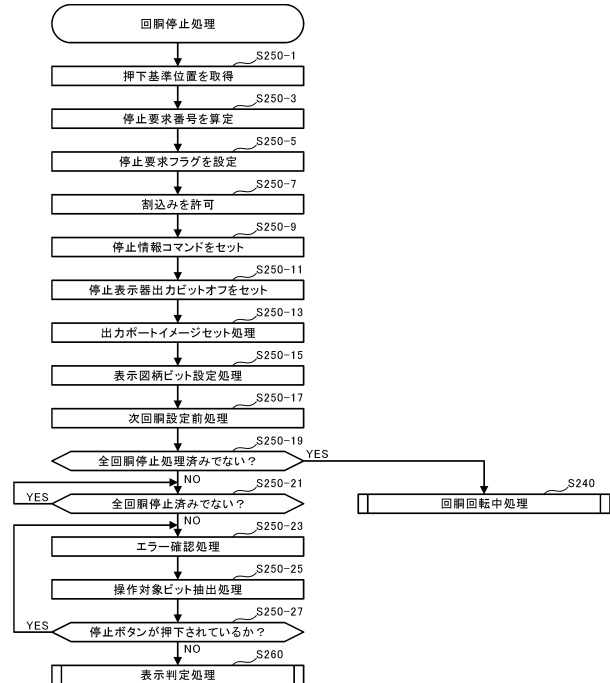 回胴停止処理
S250-1
押下基準位置を取得
S250-3
停止要求番号を算定
S250-5
停止要求フラグを設定
S250-7
割込みを許可
S250-9
停止情報コマンドをセット
S250-11
停止表示器出力ビットオフをセット
S250-13
出力ポートイメージセット処理
S250-15
表示図柄ビット設定処理
S250-17
次回胴設定前処理
S250-19
全回胴停止処理済みでない？
YES
NO
S250-21
全回胴停止済みでない？
YES
NO
S240
回胴回転中処理
S250-23
エラー確認処理
S250-25
操作対象ビット抽出処理
S250-27
停止ボタンが押下されているか？
YES
NO
S260
表示判定処理